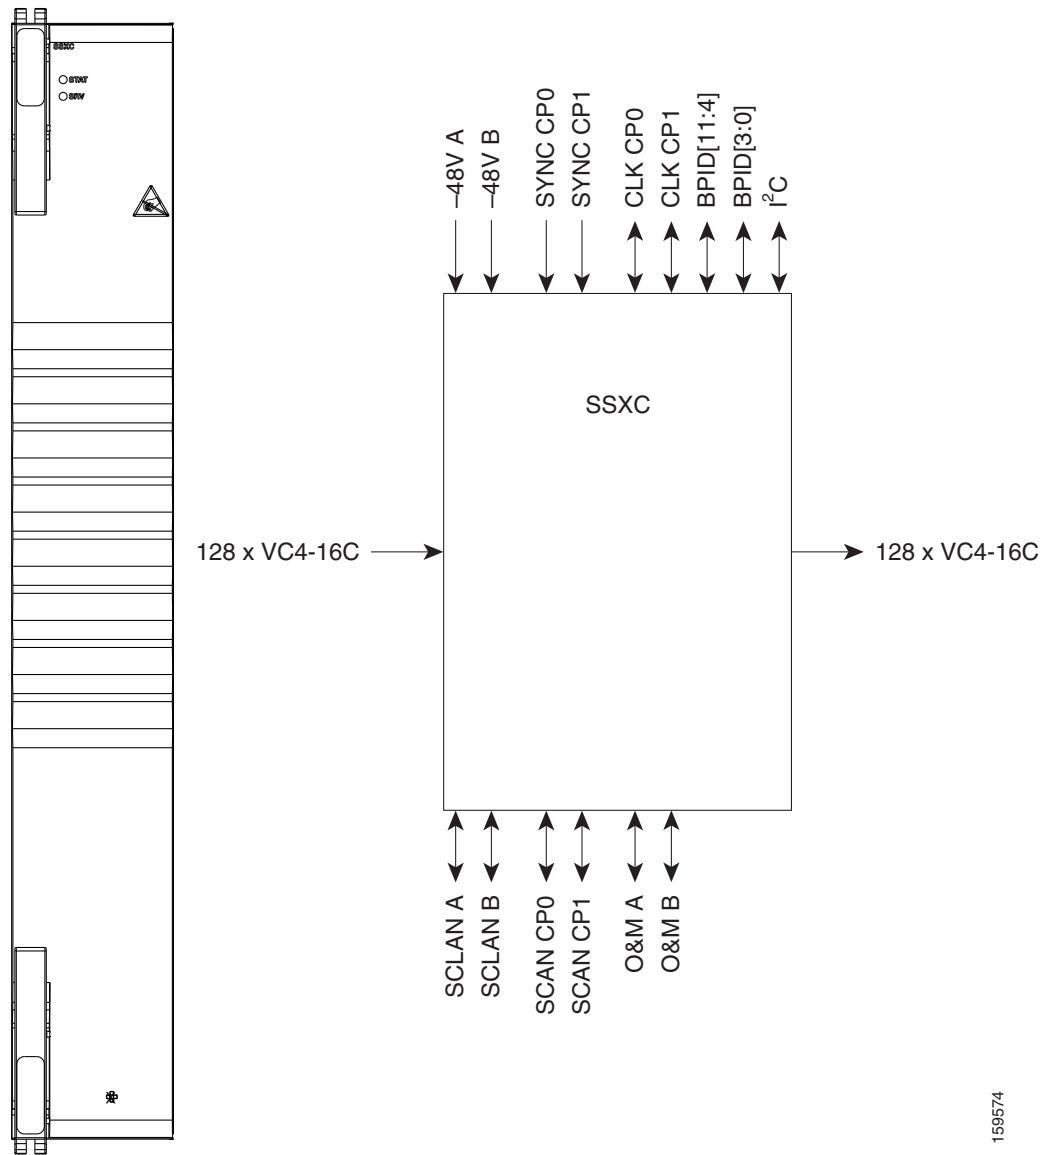 SSXC
STAT
SRV
–48V A
–48V B
SYNC CP0
SYNC CP1
CLK CP0
CLK CP1
BPID[11:4]
BPID[3:0]
I²C
SSXC
128 x VC4-16C
128 x VC4-16C
SCLAN A
SCLAN B
SCAN CP0
SCAN CP1
O&M A
O&M B
159574